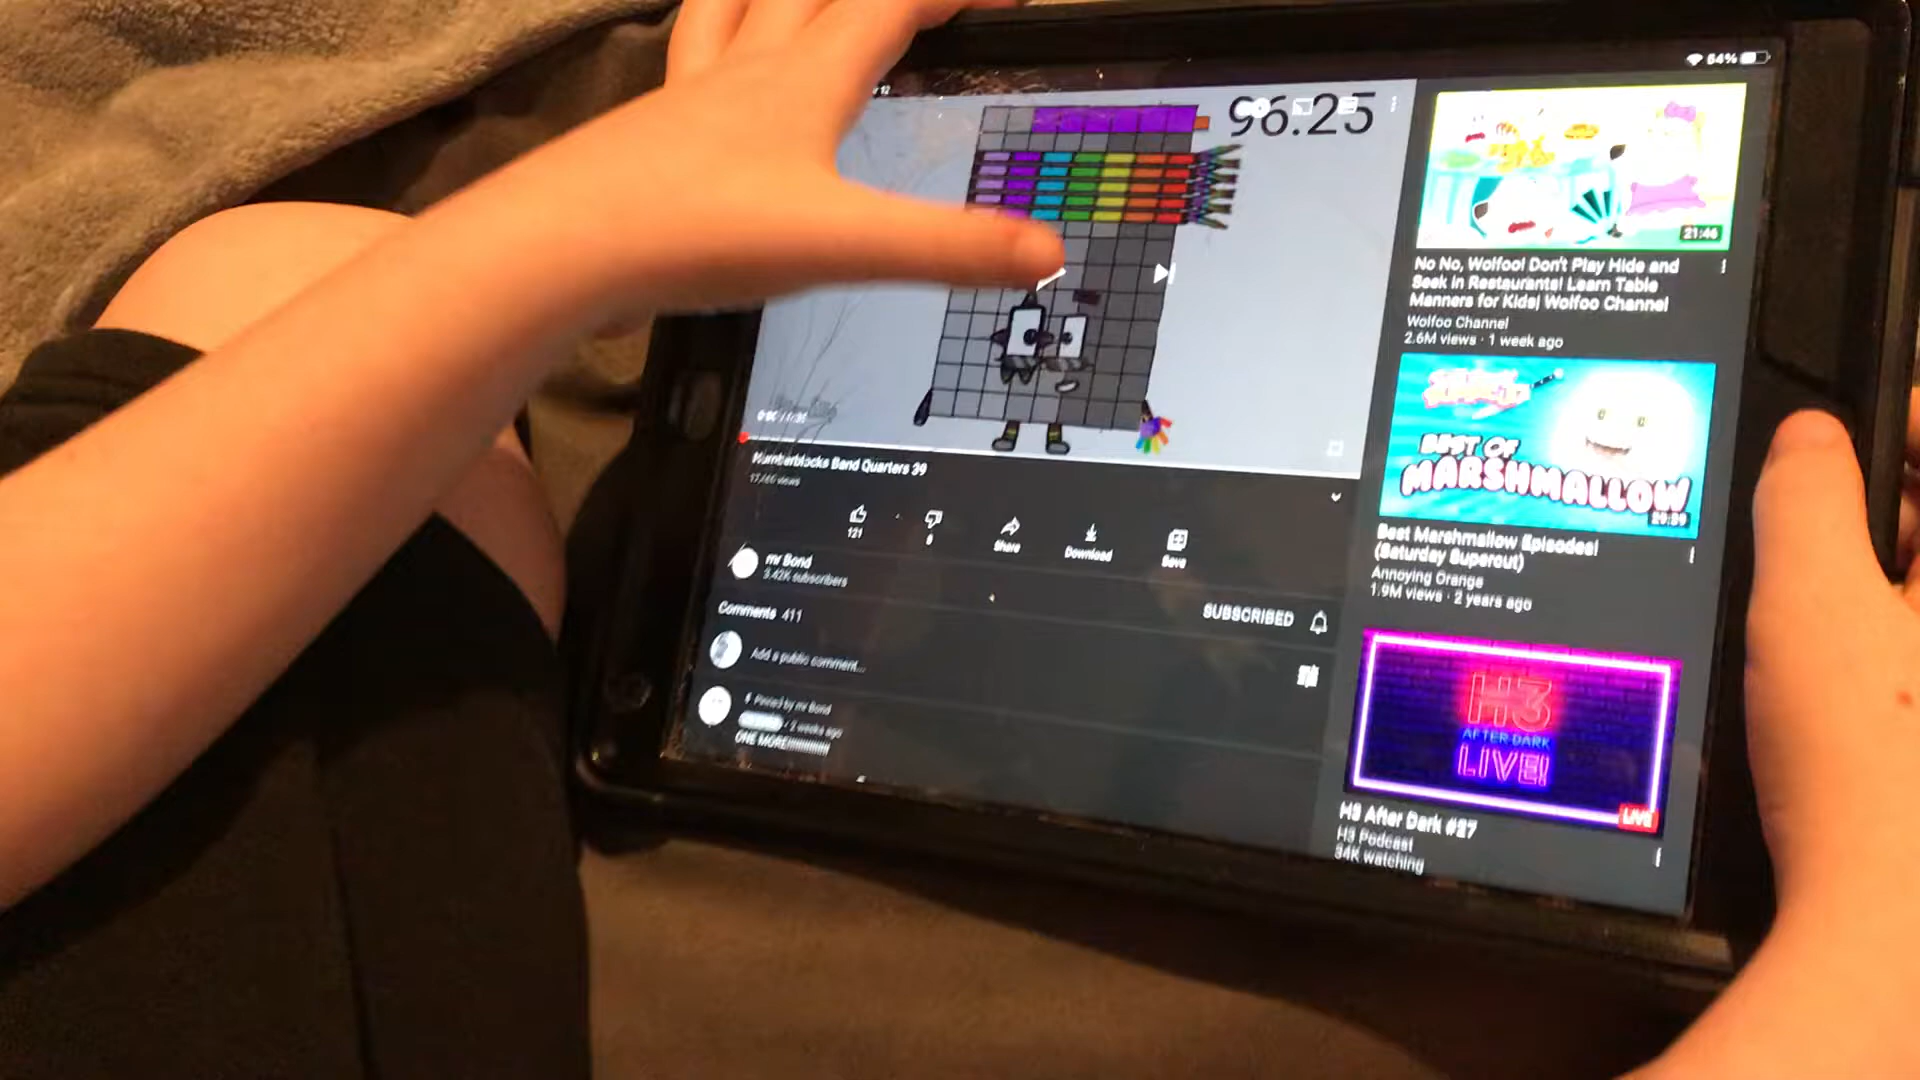 64%
96.25
Numberblocks Band Quarters 39
121
Share
Download
Save
mr Bond
3.42K subscribers
SUBSCRIBED
Comments 411
Add a public comment...
Pinned by mr Bond
2 weeks ago
21:46
No No, Wolfoo! Don't Play Hide and
Seek in Restaurants! Learn Table
Manners for Kids| Wolfoo Channel
Wolfoo Channel
2.6M views · 1 week ago
BEST OF
MARSHMALLOW
Best Marshmallow Episodes!
(Saturday Supercut)
Annoying Orange
1.9M views · 2 years ago
H3
AFTER DARK
LIVE!
LIVE
H3 After Dark #27
H3 Podcast
34K watching